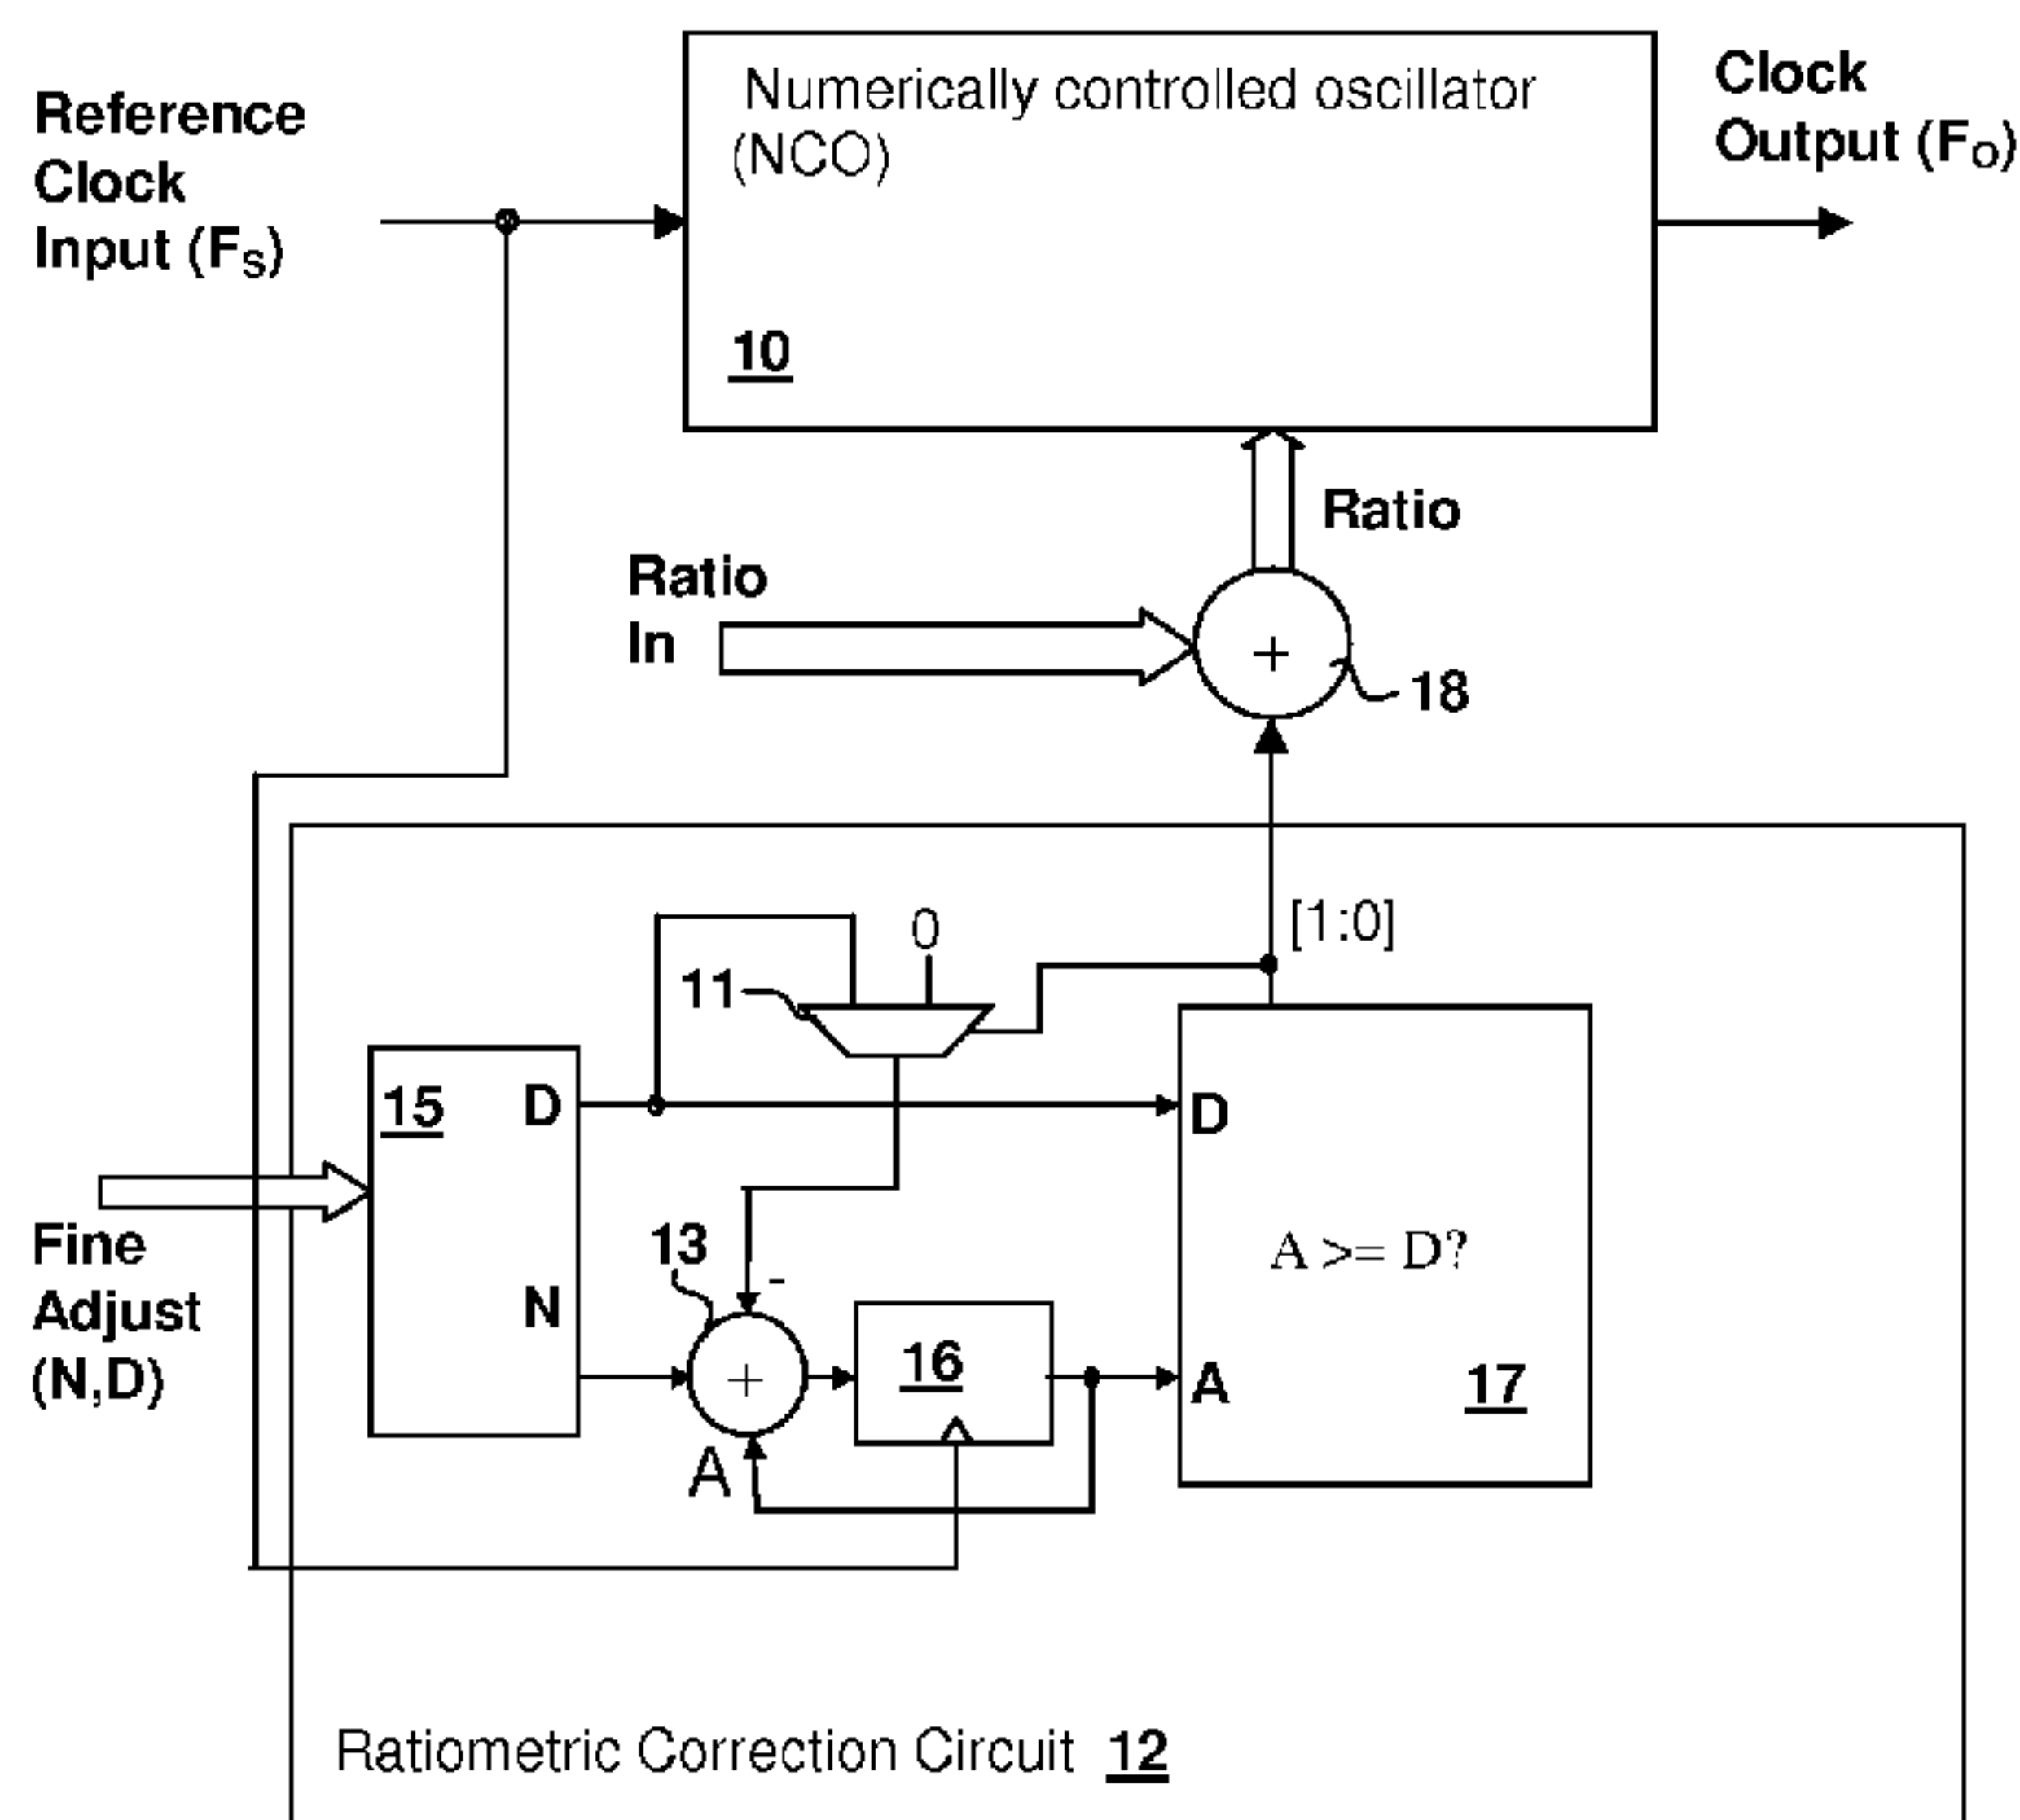 Numerically controlled oscillator
(NCO)
10
Reference
Clock
Input (FS)
Clock
Output (FO)
Ratio
Ratio
In
+
18
[1:0]
0
11
15
D
N
D
A >= D?
A
17
13
-
+
16
A
Fine
Adjust
(N,D)
Ratiometric Correction Circuit 12